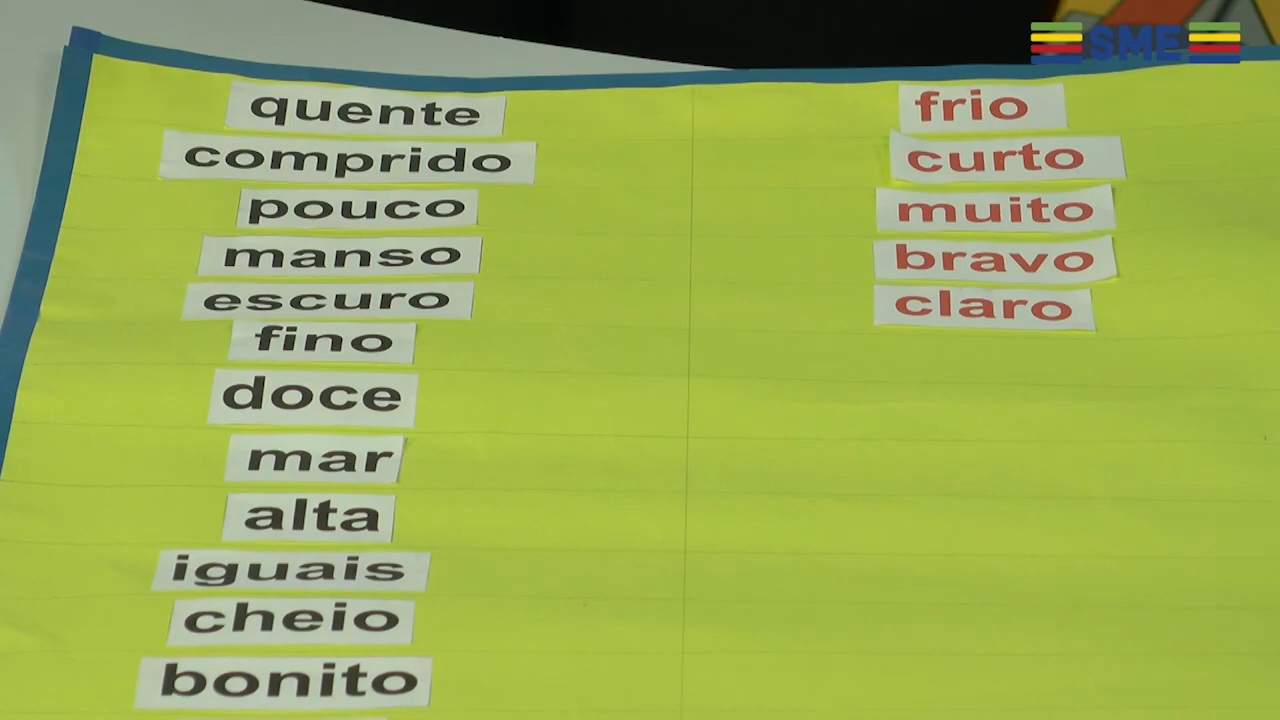 SME
quente frio
comprido curto
pouco muito
manso bravo
escuro claro
fino
doce
mar
alta
iguais
cheio
bonito